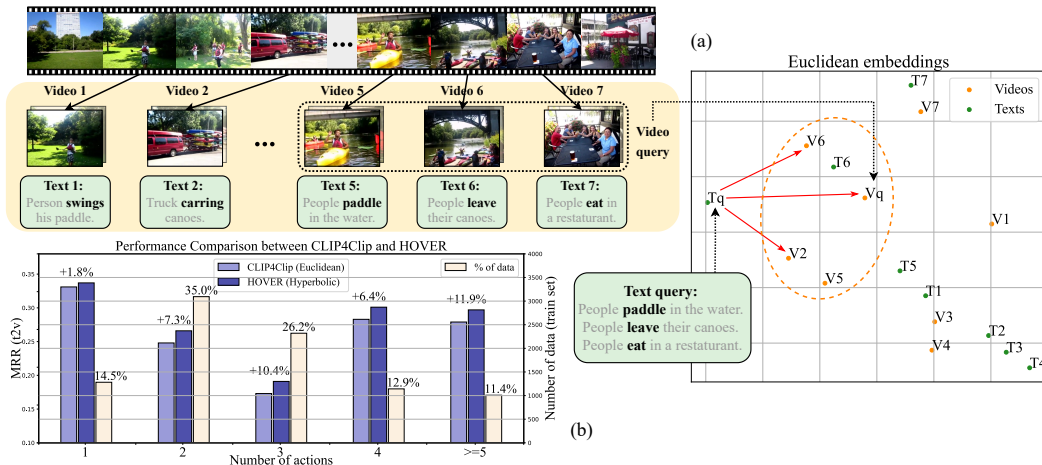 (a)
Video 1
Video 2
Video 5
Video 6
Video 7
Video
query
Text 1:
Person swings
his paddle.
Text 2:
Truck carring
canoes.
Text 5:
People paddle
in the water.
Text 6:
People leave
their canoes.
Text 7:
People eat in
a restaturant.
Euclidean embeddings
Videos
Texts
T7
V7
V6
T6
Tq
Vq
V1
V2
T5
V5
T1
V3
T2
V4
T3
T4
Text query:
People paddle in the water.
People leave their canoes.
People eat in a restaturant.
Performance Comparison between CLIP4Clip and HOVER
CLIP4Clip (Euclidean)
HOVER (Hyperbolic)
% of data
MRR (t2v)
0.35
0.30
0.25
0.20
0.15
0.10
+1.8%
14.5%
+7.3%
35.0%
+10.4%
26.2%
+6.4%
12.9%
+11.9%
11.4%
4000
3500
3000
2500
2000
1500
1000
500
0
Number of data (train set)
1
2
3
4
>=5
Number of actions
(b)